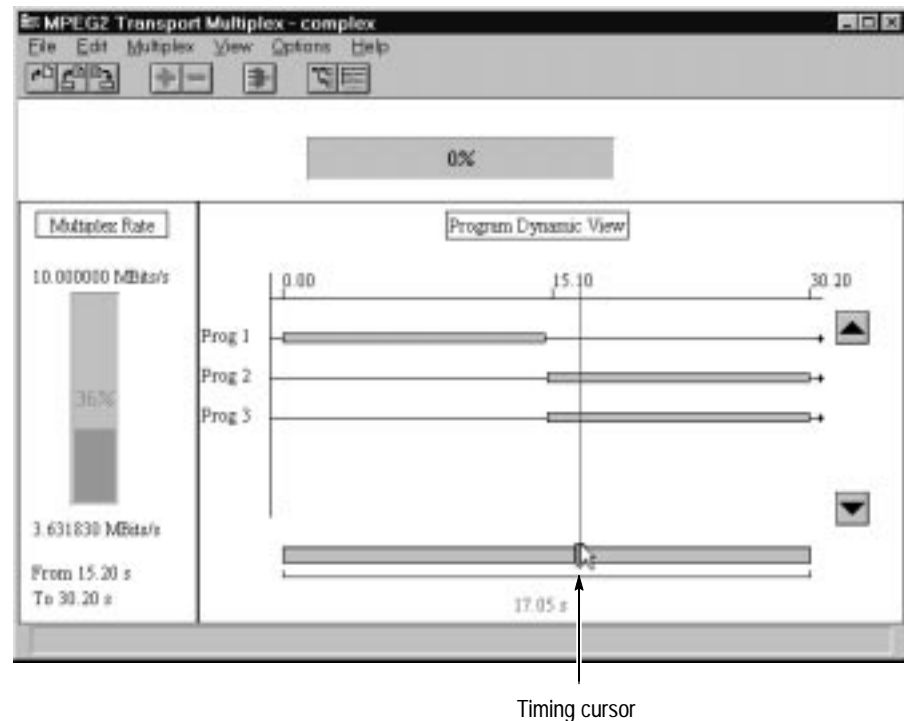 MPEG2 Transport Multiplex - complex
File Edit Multiplex View Options Help
0%
Multiplex Rate
Program Dynamic View
10.000000 MBits/s
0.00 15.10 30.20
Prog 1
Prog 2
36%
Prog 3
3.631830 MBits/s
From 15.20 s
To 30.20 s
17.05 s
Timing cursor